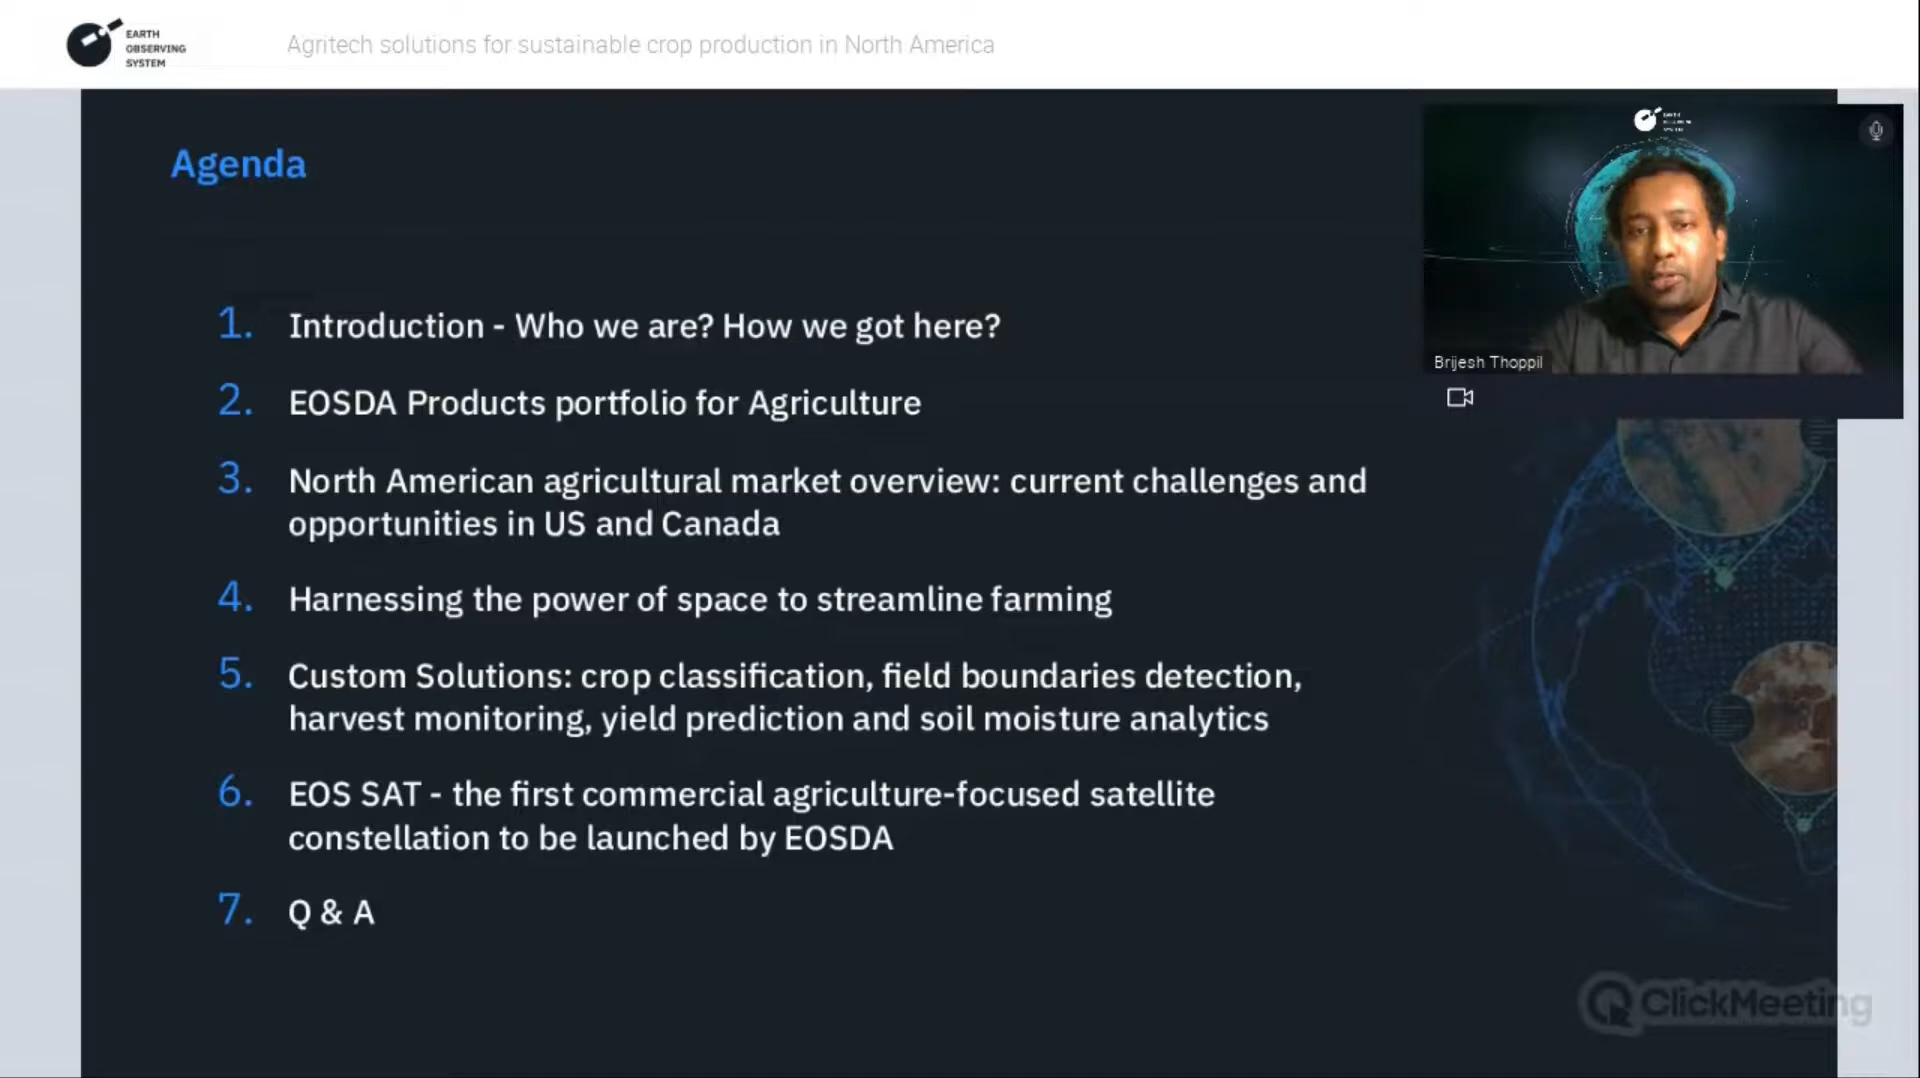 EARTH
OBSERVING
SYSTEM
Agritech solutions for sustainable crop production in North America
Agenda
1. Introduction - Who we are? How we got here?
2. EOSDA Products portfolio for Agriculture
3. North American agricultural market overview: current challenges and
opportunities in US and Canada
4. Harnessing the power of space to streamline farming
5. Custom Solutions: crop classification, field boundaries detection,
harvest monitoring, yield prediction and soil moisture analytics
6. EOS SAT - the first commercial agriculture-focused satellite
constellation to be launched by EOSDA
7. Q & A
Brijesh Thoppil
ClickMeeting